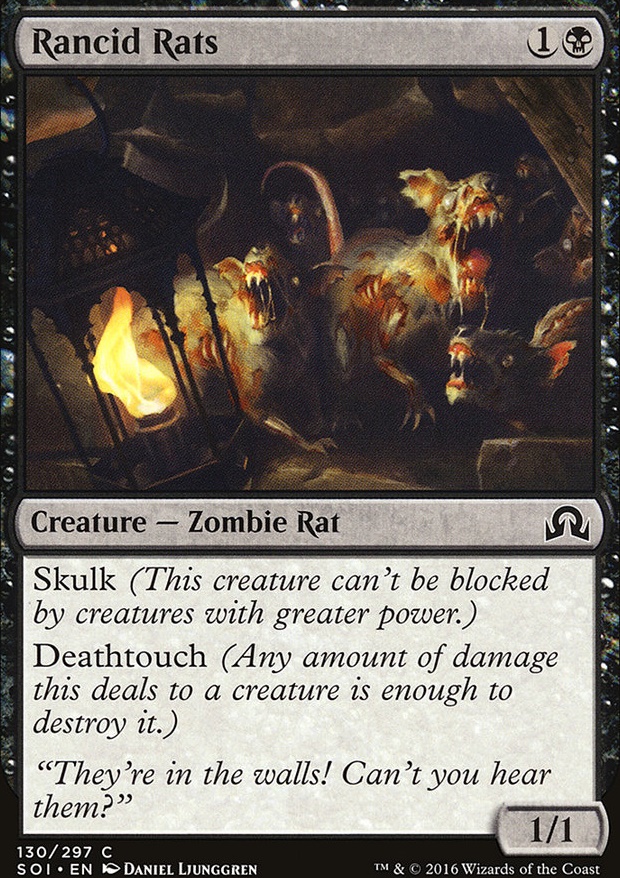 Rancid Rats
1
Creature — Zombie Rat
Skulk (This creature can't be blocked
by creatures with greater power.)
Deathtouch (Any amount of damage
this deals to a creature is enough to
destroy it.)
“They're in the walls! Can't you hear
them?”
1/1
130/297 C
SOI • EN Daniel Ljunggren
™ & © 2016 Wizards of the Coast